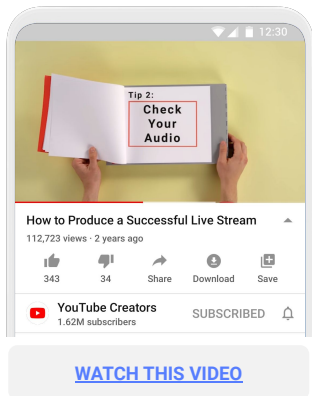 12:30
Tip 2:
Check
Your
Audio
How to Produce a Successful Live Stream
112,723 views · 2 years ago
343
34
Share
Download
Save
YouTube Creators
SUBSCRIBED
1.62M subscribers
WATCH THIS VIDEO